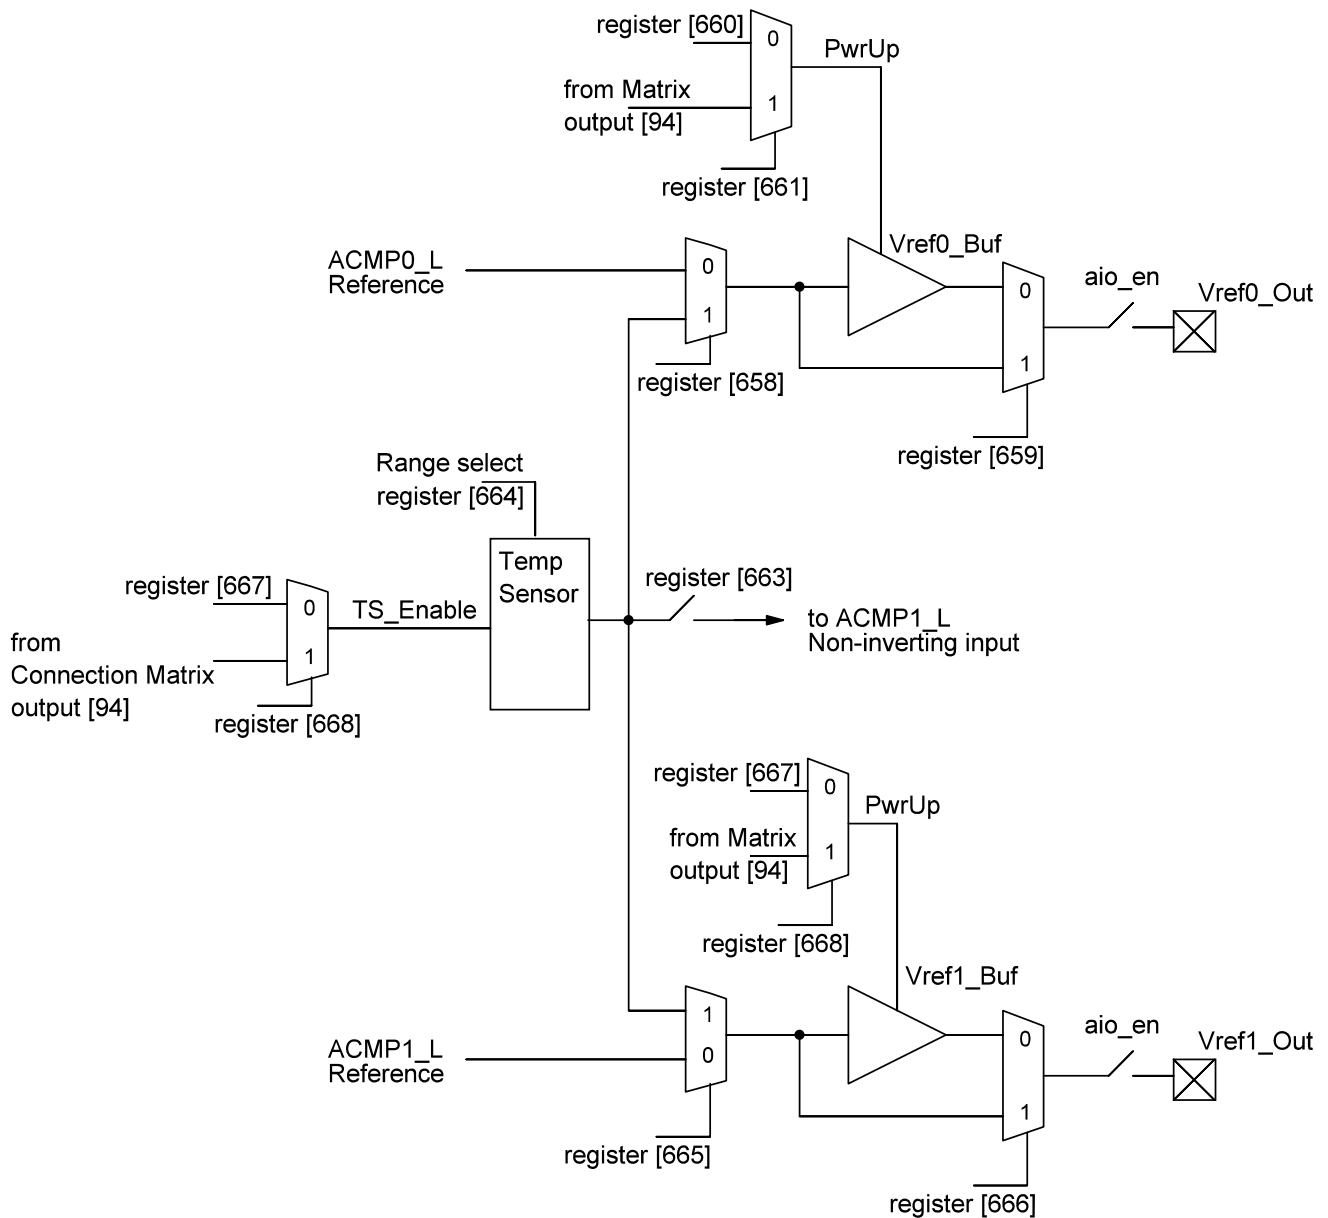 register [660]
0
PwrUp
from Matrix
output [94]
1
register [661]
ACMP0_L
Reference
0
1
register [658]
Vref0_Buf
0
1
aio_en
Vref0_Out
register [659]
Range select
register [664]
Temp
Sensor
register [663]
to ACMP1_L
Non-inverting input
register [667]
0
TS_Enable
from
Connection Matrix
output [94]
1
register [668]
register [667]
0
PwrUp
from Matrix
output [94]
1
register [668]
Vref1_Buf
1
0
ACMP1_L
Reference
register [665]
0
1
aio_en
Vref1_Out
register [666]